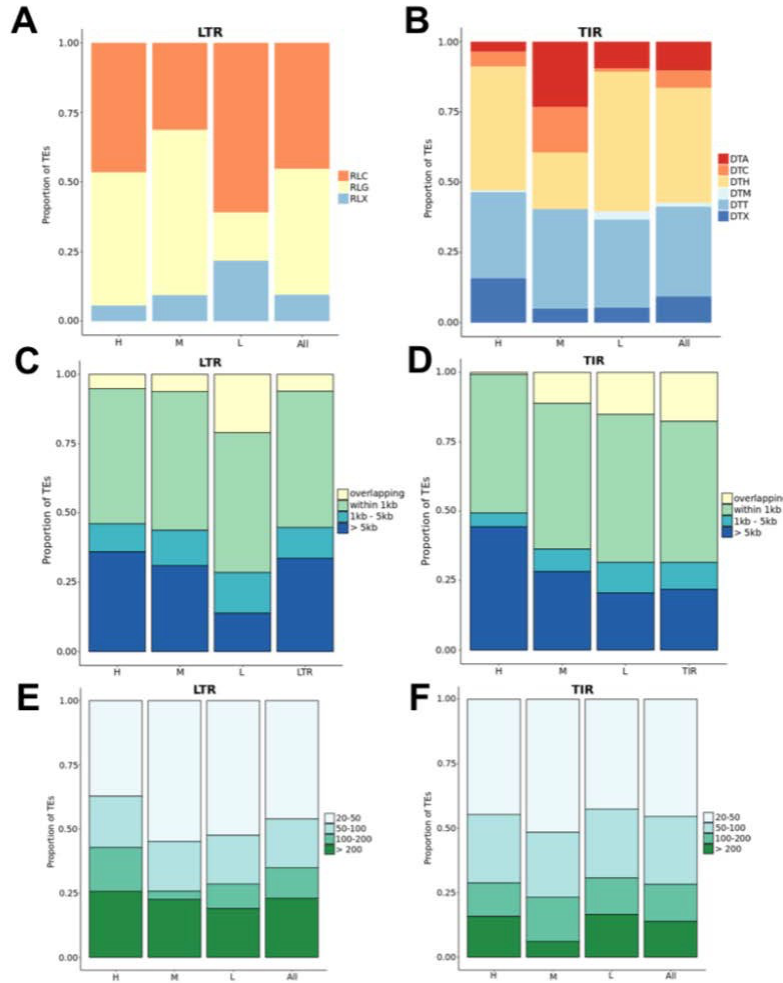 A
LTR
Proportion of TEs
1.00
0.75
0.50
0.25
0.00
H M L All
RLC
RLG
RLX
B
TIR
Proportion of TEs
1.00
0.75
0.50
0.25
0.00
H M L All
DTA
DTC
DTH
DTM
DTT
DTX
C
LTR
Proportion of TEs
1.00
0.75
0.50
0.25
0.00
H M L LTR
overlapping
within 1kb
1kb - 5kb
> 5kb
D
TIR
Proportion of TEs
1.00
0.75
0.50
0.25
0.00
H M L TIR
overlapping
within 1kb
1kb - 5kb
> 5kb
E
LTR
Proportion of TEs
1.00
0.75
0.50
0.25
0.00
H M L All
20-50
50-100
100-200
> 200
F
TIR
Proportion of TEs
1.00
0.75
0.50
0.25
0.00
H M L All
20-50
50-100
100-200
> 200